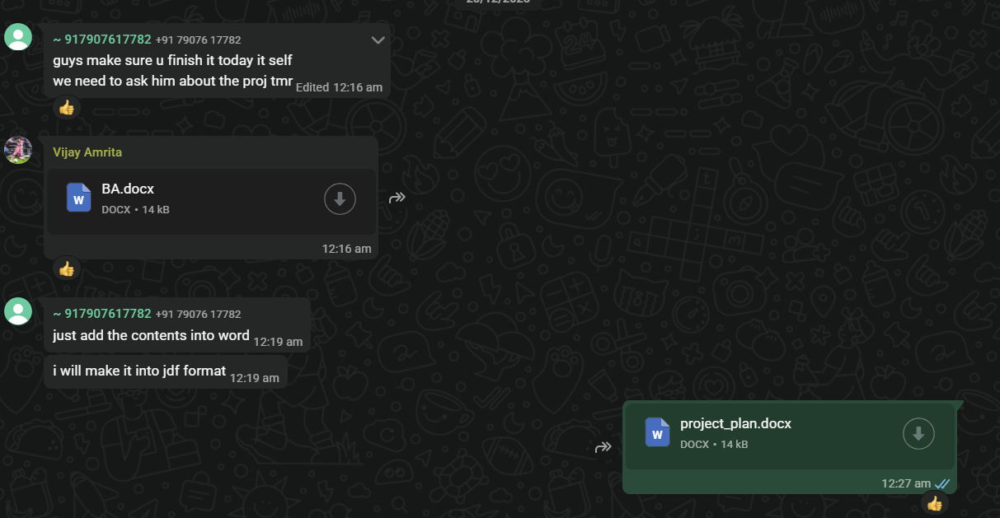 ~ 917907617782 +91 79076 17782
guys make sure u finish it today it self
we need to ask him about the proj tmr Edited 12:16 am
Vijay Amrita
W BA.docx
DOCX • 14 kB
12:16 am
~ 917907617782 +91 79076 17782
just add the contents into word 12:19 am
i will make it into jdf format 12:19 am
W project_plan.docx
DOCX • 14 kB
12:27 am